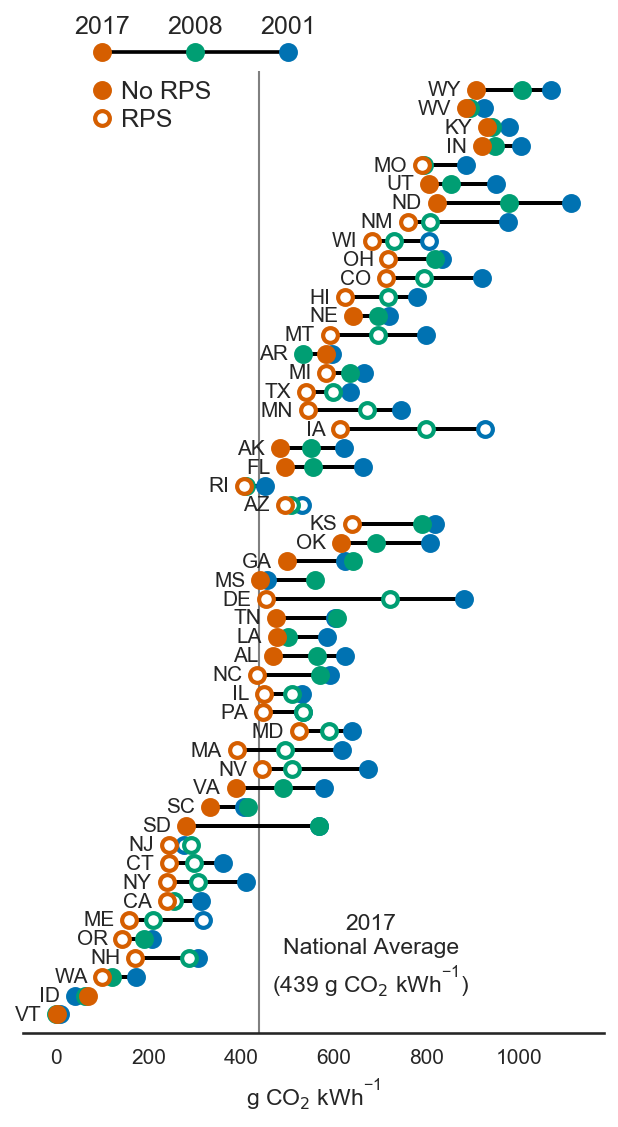 2017 2008 2001
No RPS
RPS
WY
WV
KY
IN
MO
UT
ND
NM
WI
OH
CO
HI
NE
MT
AR
MI
TX
MN
IA
AK
FL
RI
AZ
KS
OK
GA
MS
DE
TN
LA
AL
NC
IL
PA
MD
MA
NV
VA
SC
SD
NJ
CT
NY
CA
ME
OR
NH
WA
ID
VT
2017
National Average
(439 g CO₂ kWh⁻¹)
0 200 400 600 800 1000
g CO₂ kWh⁻¹